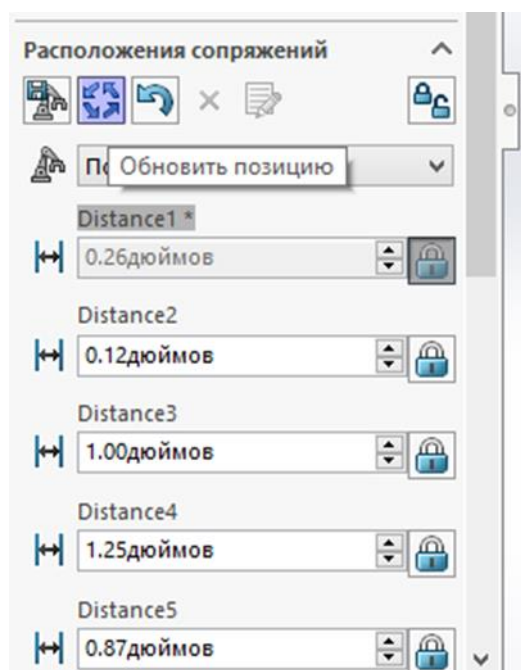 Расположения сопряжений
По
Обновить позицию
Distance1 *
0.26дюймов
Distance2
0.12дюймов
Distance3
1.00дюймов
Distance4
1.25дюймов
Distance5
0.87дюймов